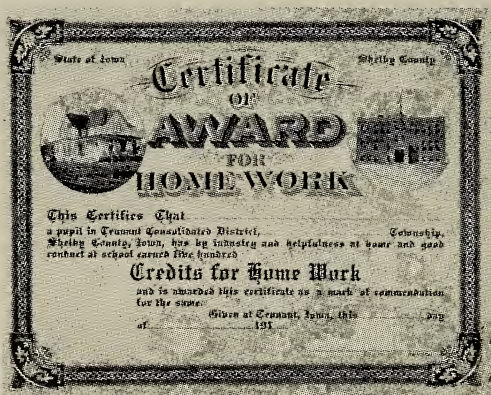 State of Iowa Shelby County
Certificate
OF
AWARD
FOR
HOME WORK
This Certifies That
a pupil in Tennant Consolidated District, Township,
Shelby County, Iowa, has by industry and helpfulness at home and good
conduct at school earned five hundred
Credits for Home Work
and is awarded this certificate as a mark of commendation
for the same.
Given at Tennant, Iowa, this day
of 191